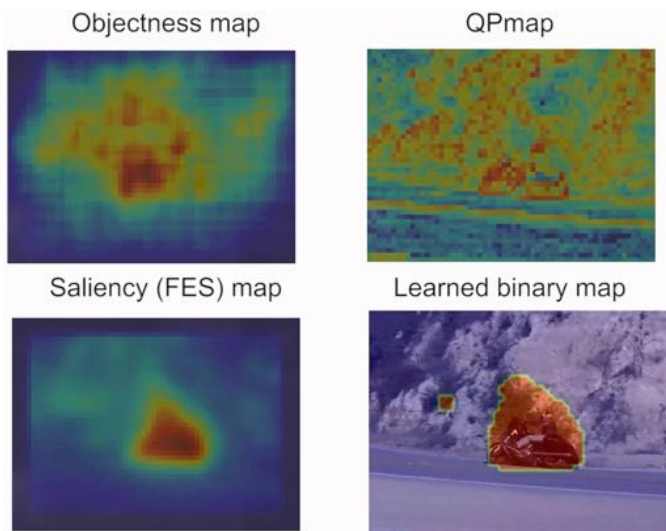 Objectness map
QPmap
Saliency (FES) map
Learned binary map